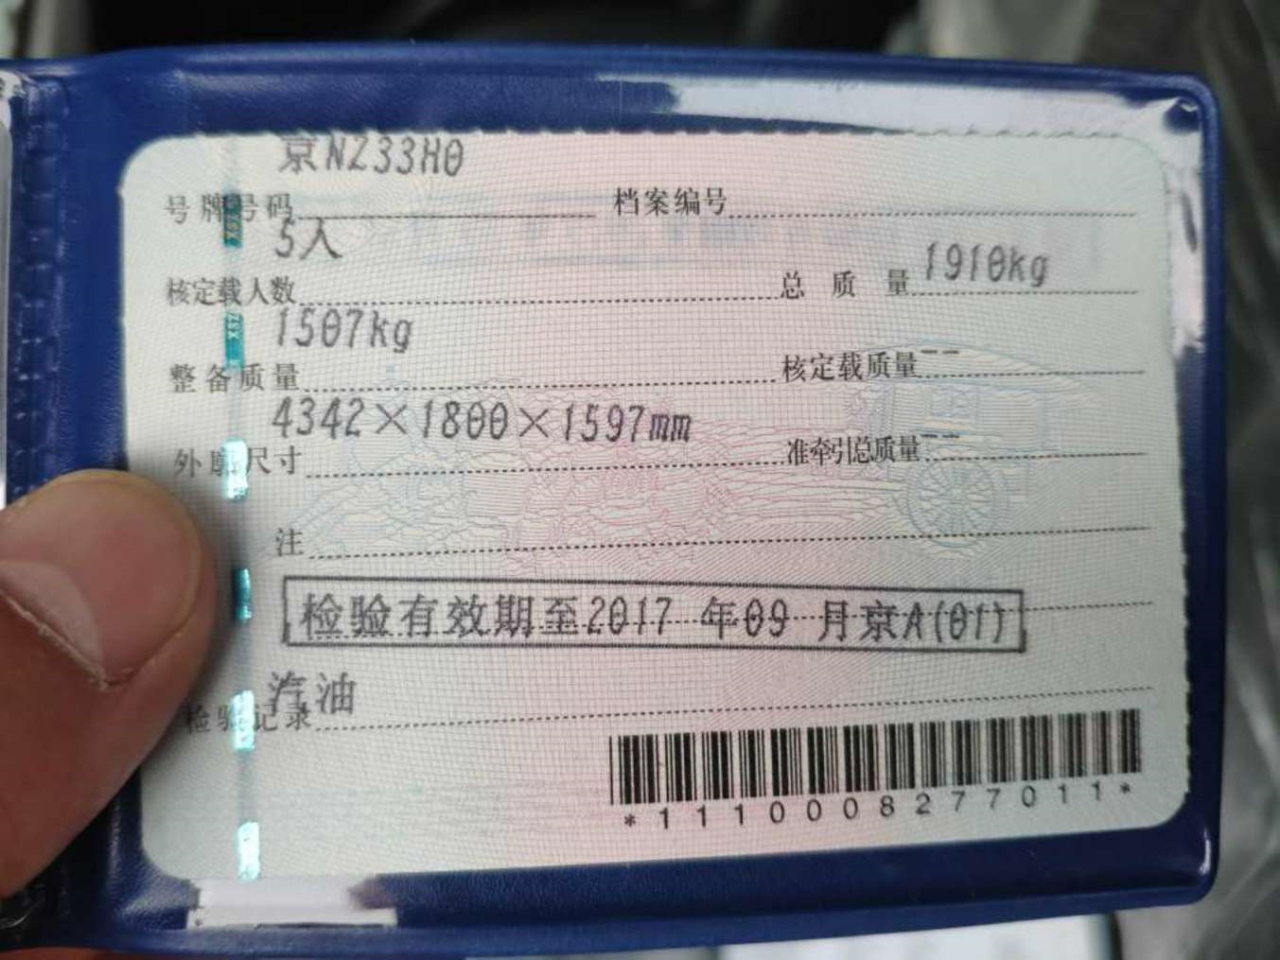 京NZ33H0
号牌号码 档案编号
5人 1910kg
核定载人数 总质量
1507kg
整备质量 核定载质量 --
4342×1800×1597mm
外廓尺寸 准牵引总质量 --
注
检验有效期至2017 年09 月京A(01)
汽油
检验记录
*1110008277011*